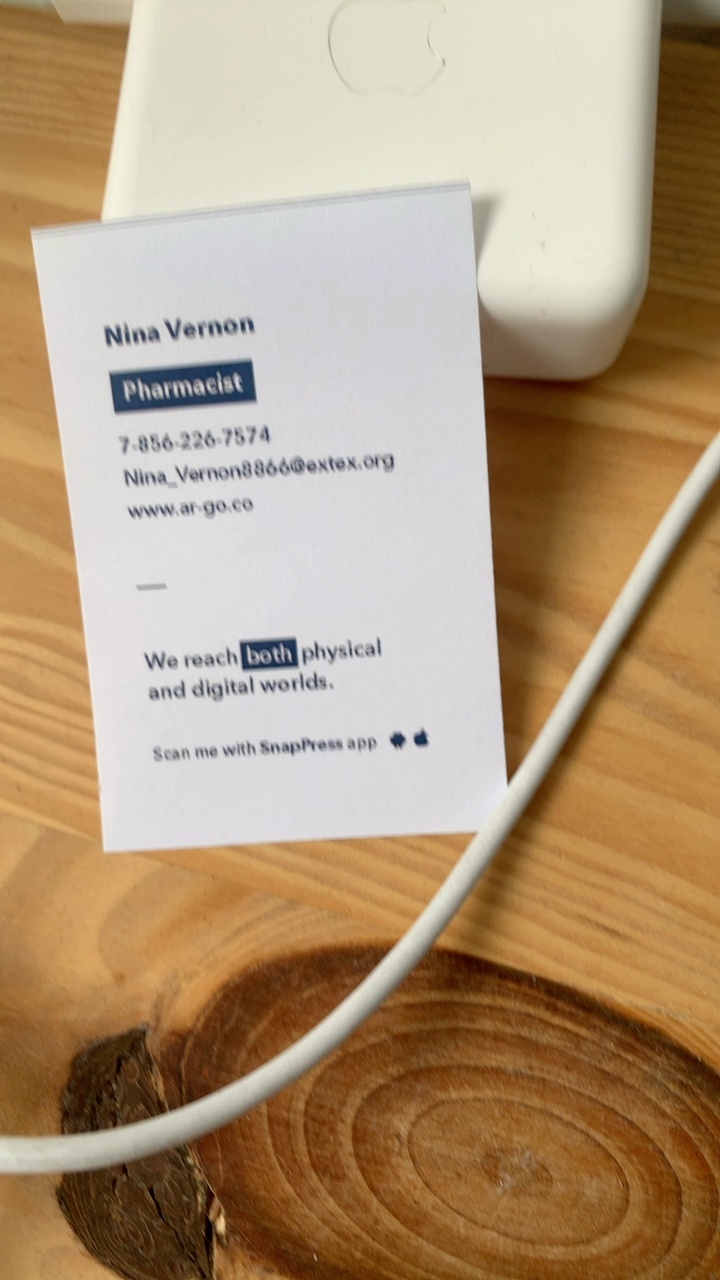 Nina Vernon
Pharmacist
7-856-226-7574
Nina_Vernon8866@extex.org
www.ar-go.co
We reach both physical
and digital worlds.
Scan me with SnapPress app